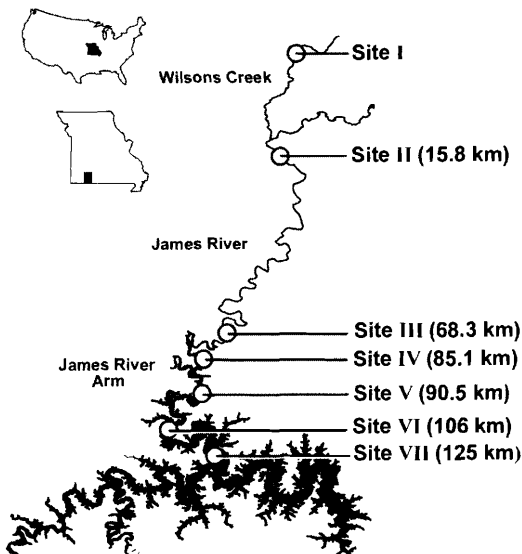 Site I
Wilsons Creek
Site II (15.8 km)
James River
Site III (68.3 km)
Site IV (85.1 km)
James River
Arm
Site V (90.5 km)
Site VI (106 km)
Site VII (125 km)